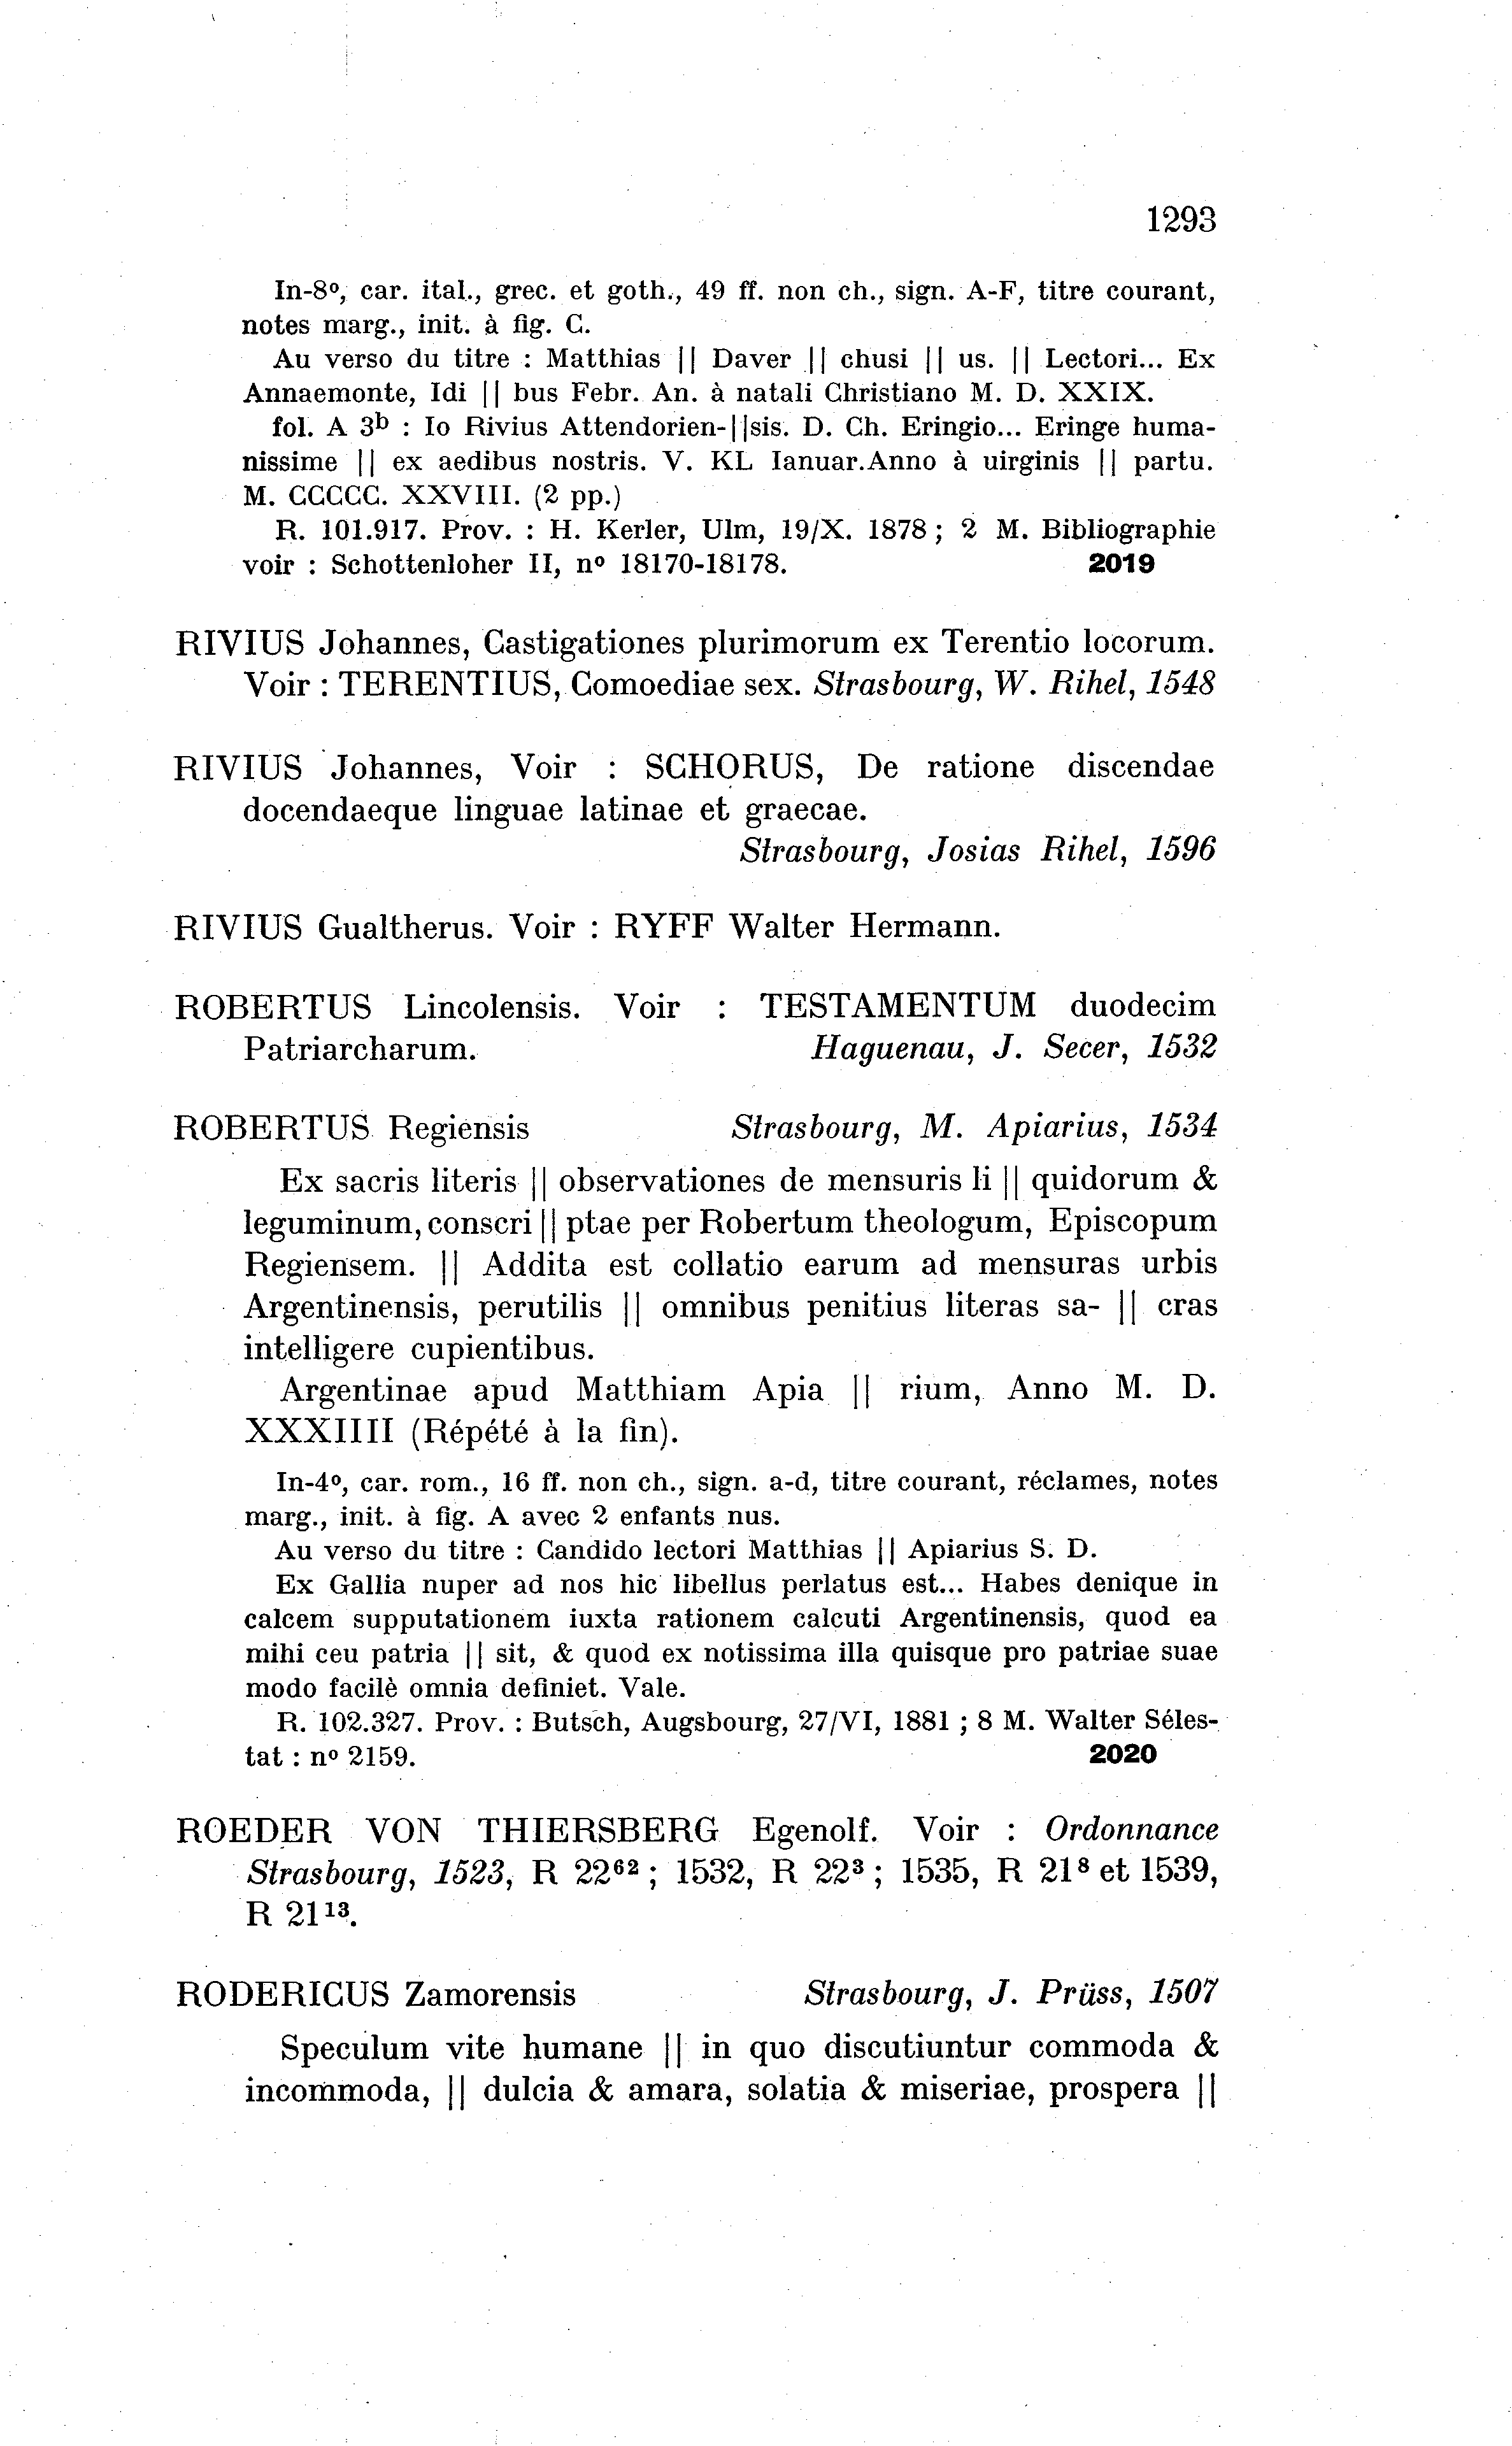 1293
In-8º, car. ital., grec. et goth., 49 ff. non ch., sign. A-F, titre courant,
notes marg., init. à fig. C.
Au verso du titre : Matthias || Daver || chusi || us. || Lectori... Ex
Annaemonte, Idi || bus Febr. An. à natali Christiano M. D. XXIX.
fol. A 3ᵇ : Io Rivius Attendorien-||sis. D. Ch. Eringio... Eringe huma-
nissime || ex aedibus nostris. V. KL Ianuar.Anno à uirginis || partu.
M. CCCCC. XXVIII. (2 pp.)
R. 101.917. Prov. : H. Kerler, Ulm, 19/X. 1878 ; 2 M. Bibliographie
voir : Schottenloher II, nº 18170-18178. 2019
RIVIUS Johannes, Castigationes plurimorum ex Terentio locorum.
Voir : TERENTIUS, Comoediae sex. Strasbourg, W. Rihel, 1548
RIVIUS Johannes, Voir : SCHORUS, De ratione discendae
docendaeque linguae latinae et graecae.
Strasbourg, Josias Rihel, 1596
RIVIUS Gualtherus. Voir : RYFF Walter Hermann.
ROBERTUS Lincolensis. Voir : TESTAMENTUM duodecim
Patriarcharum. Haguenau, J. Secer, 1532
ROBERTUS Regiensis Strasbourg, M. Apiarius, 1534
Ex sacris literis || observationes de mensuris li || quidorum &
leguminum, conscri || ptae per Robertum theologum, Episcopum
Regiensem. || Addita est collatio earum ad mensuras urbis
Argentinensis, perutilis || omnibus penitius literas sa- || cras
intelligere cupientibus.
Argentinae apud Matthiam Apia || rium, Anno M. D.
XXXIIII (Répété à la fin).
In-4º, car. rom., 16 ff. non ch., sign. a-d, titre courant, réclames, notes
marg., init. à fig. A avec 2 enfants nus.
Au verso du titre : Candido lectori Matthias || Apiarius S. D.
Ex Gallia nuper ad nos hic libellus perlatus est... Habes denique in
calcem supputationem iuxta rationem calcuti Argentinensis, quod ea
mihi ceu patria || sit, & quod ex notissima illa quisque pro patriae suae
modo facilè omnia definiet. Vale.
R. 102.327. Prov. : Butsch, Augsbourg, 27/VI, 1881 ; 8 M. Walter Séles-
tat : nº 2159. 2020
ROEDER VON THIERSBERG Egenolf. Voir : Ordonnance
Strasbourg, 1523, R 22⁶² ; 1532, R 22³ ; 1535, R 21⁸ et 1539,
R 21¹³.
RODERICUS Zamorensis Strasbourg, J. Prüss, 1507
Speculum vite humane || in quo discutiuntur commoda &
incommoda, || dulcia & amara, solatia & miseriae, prospera ||